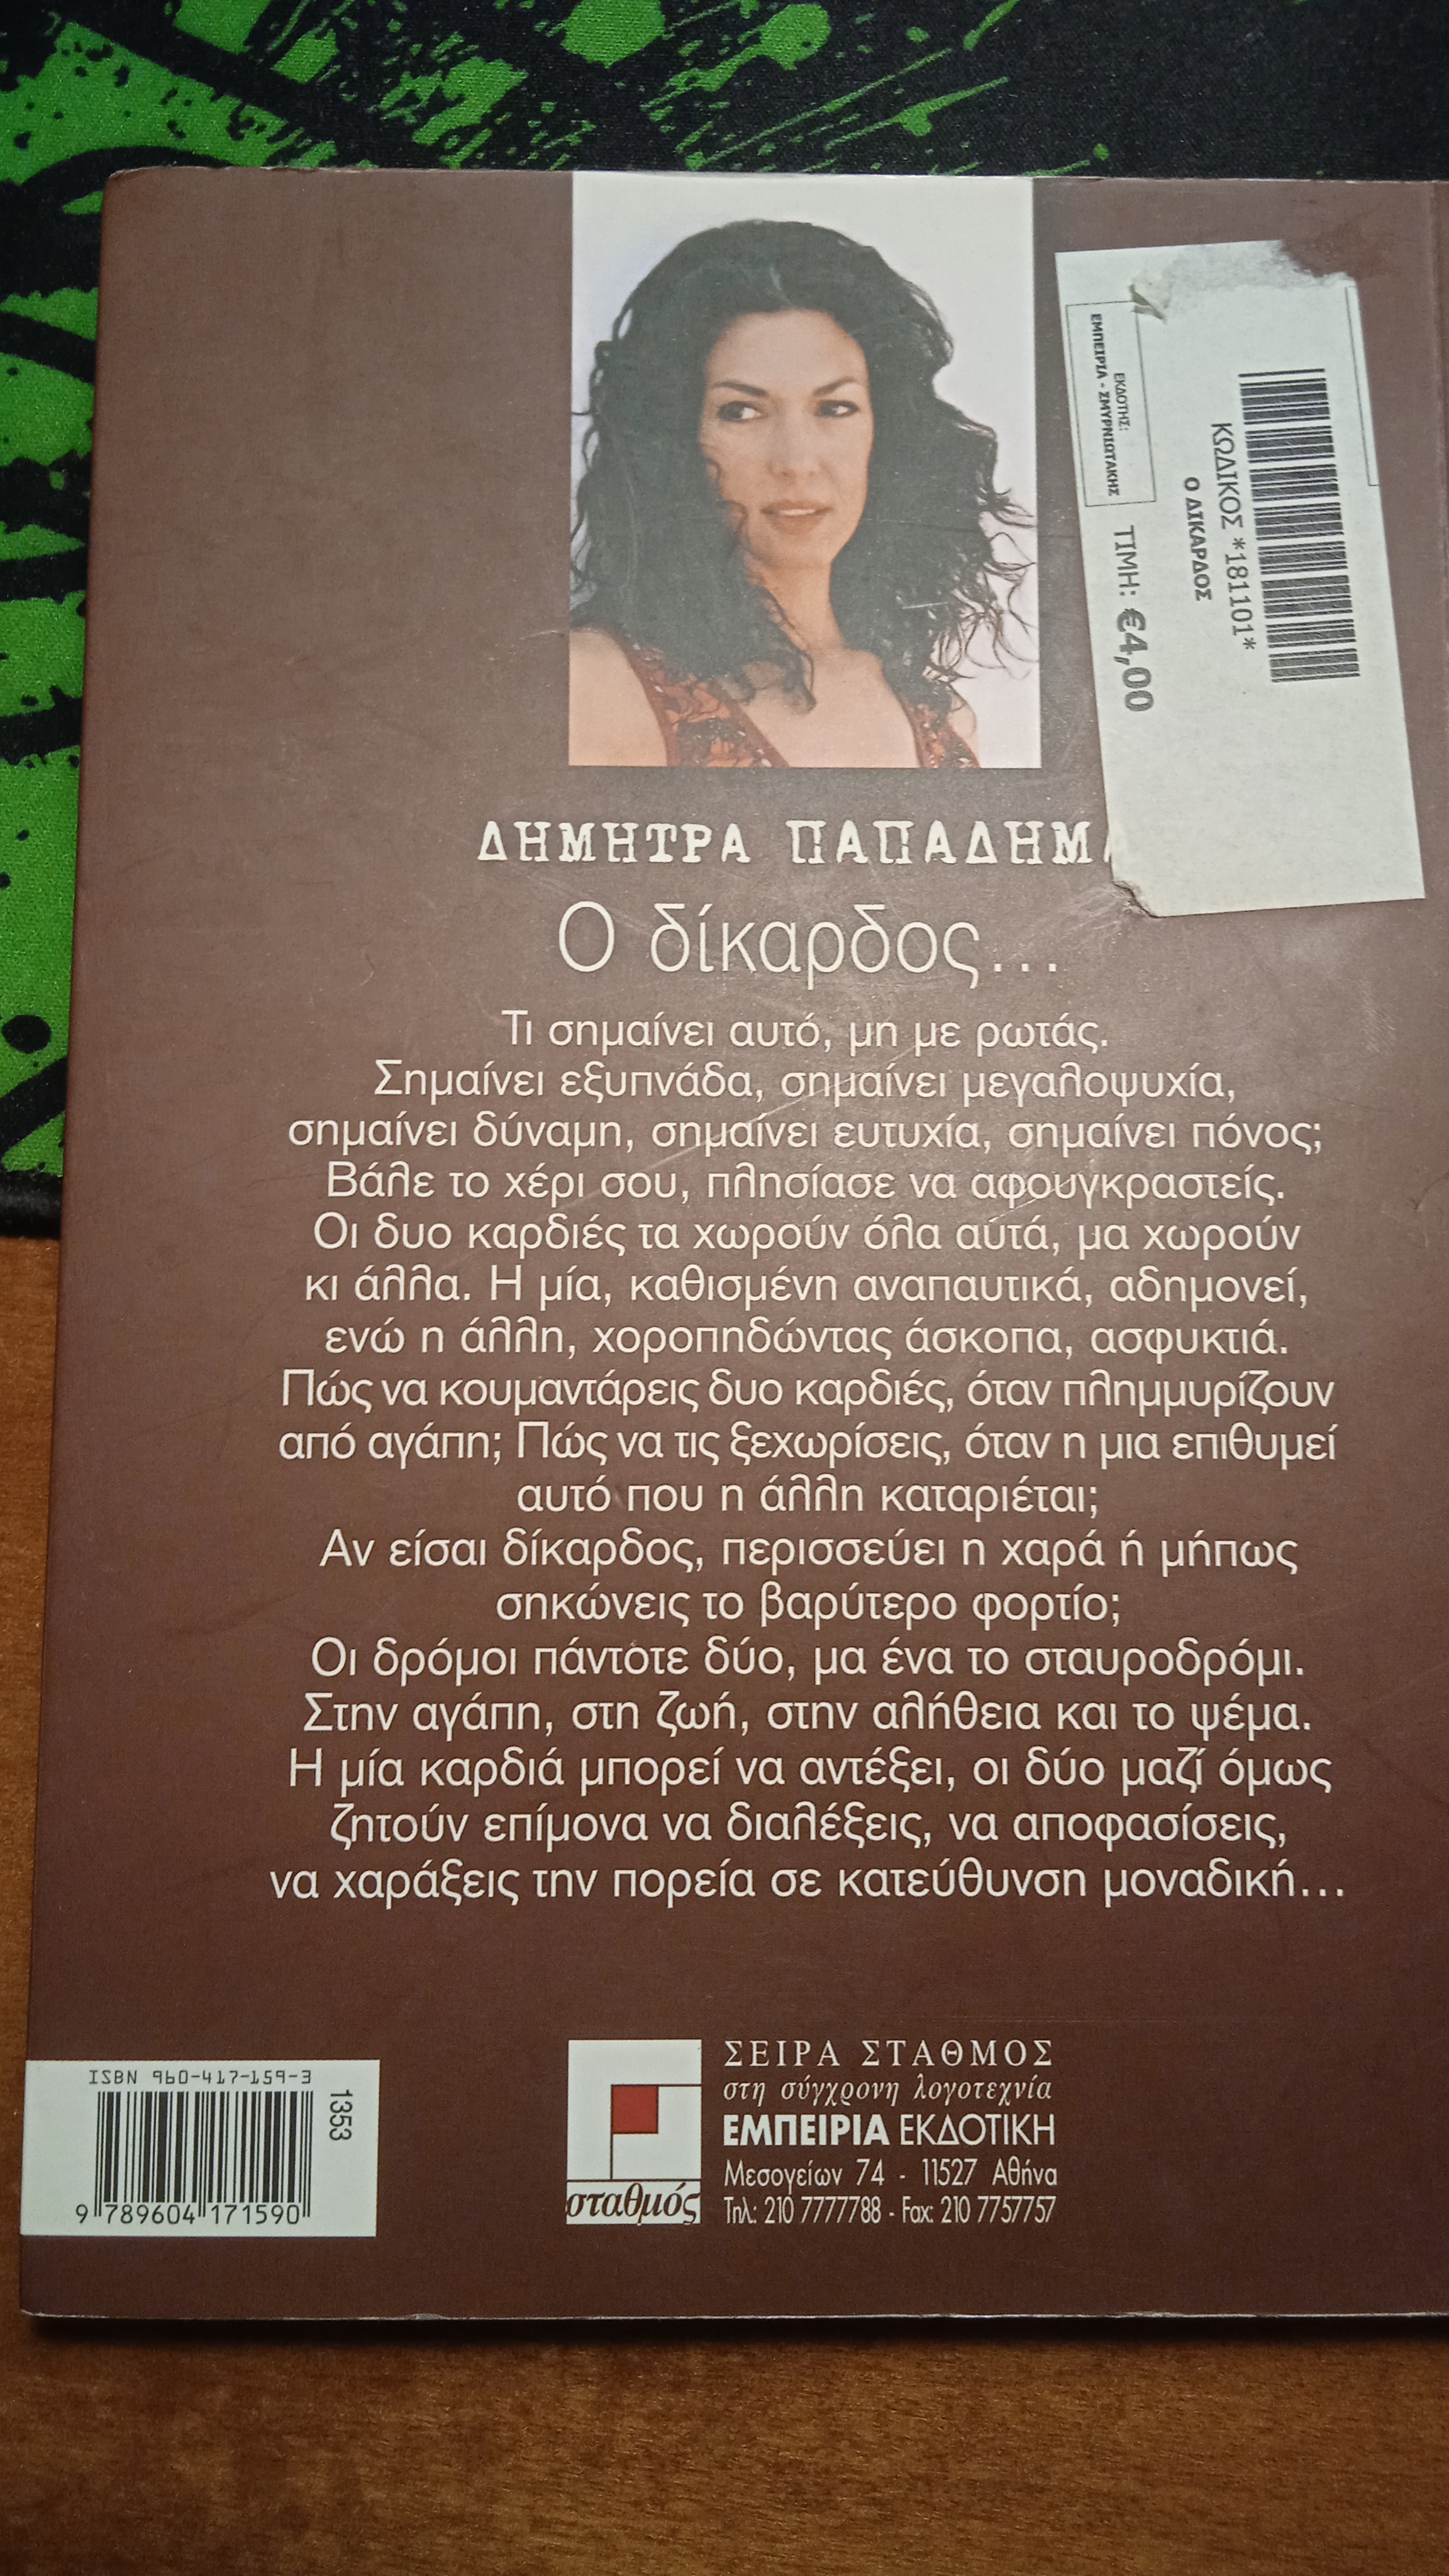 ΕΚΔΟΤΗΣ:
ΕΜΠΕΙΡΙΑ - ΣΜΥΡΝΙΩΤΑΚΗΣ
ΤΙΜΗ: €4,00
ΚΩΔΙΚΟΣ *181101*
Ο ΔΙΚΑΡΔΟΣ
ΔΗΜΗΤΡΑ
Ο δίκαρδος...
Τι σημαίνει αυτό, μη με ρωτάς.
Σημαίνει εξυπνάδα, σημαίνει μεγαλοψυχία,
σημαίνει δύναμη, σημαίνει ευτυχία, σημαίνει πόνος;
Βάλε το χέρι σου, πλησίασε να αφουγκραστείς.
Οι δυο καρδιές τα χωρούν όλα αυτά, μα χωρούν
κι άλλα. Η μία, καθισμένη αναπαυτικά, αδημονεί,
ενώ η άλλη, χοροπηδώντας άσκοπα, ασφυκτιά.
Πώς να κουμαντάρεις δυο καρδιές, όταν πλημμυρίζουν
από αγάπη; Πώς να τις ξεχωρίσεις, όταν η μια επιθυμεί
αυτό που η άλλη καταριέται;
Αν είσαι δίκαρδος, περισσεύει η χαρά ή μήπως
σηκώνεις το βαρύτερο φορτίο;
Οι δρόμοι πάντοτε δύο, μα ένα το σταυροδρόμι.
Στην αγάπη, στη ζωή, στην αλήθεια και το ψέμα.
Η μία καρδιά μπορεί να αντέξει, οι δύο μαζί όμως
ζητούν επίμονα να διαλέξεις, να αποφασίσεις,
να χαράξεις την πορεία σε κατεύθυνση μοναδική...
ISBN 960-417-159-3
1353
9 789604 171590
σταθμός
ΣΕΙΡΑ ΣΤΑΘΜΟΣ
στη σύγχρονη λογοτεχνία
ΕΜΠΕΙΡΙΑ ΕΚΔΟΤΙΚΗ
Μεσογείων 74 - 11527 Αθήνα
Τηλ: 210 7777788 - Fax: 210 7757757